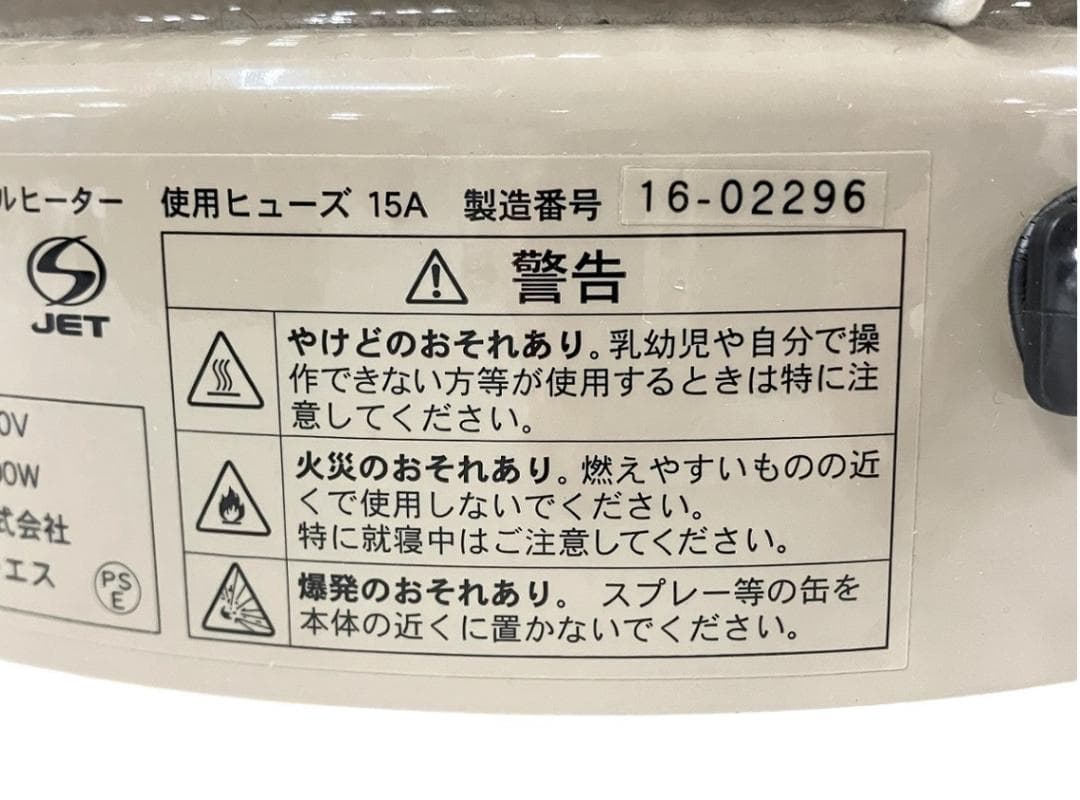 ルヒーター 使用ヒューズ 15A 製造番号 16-02296
JET
警告
やけどのおそれあり。乳幼児や自分で操
作できない方等が使用するときは特に注
意してください。
火災のおそれあり。燃えやすいものの近
くで使用しないでください。
特に就寝中はご注意してください。
爆発のおそれあり。 スプレー等の缶を
本体の近くに置かないでください。
0V
00W
式会社
エス
PS
E